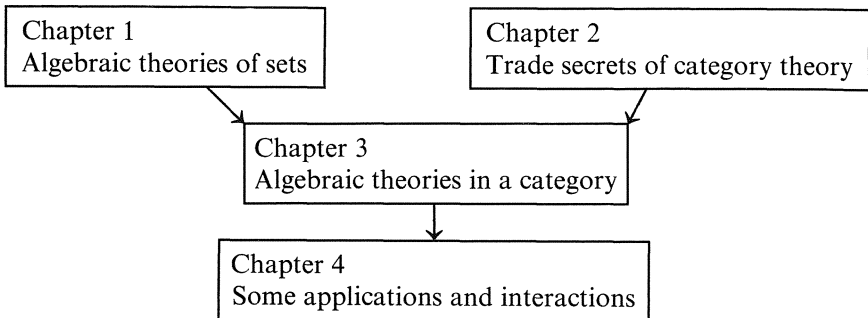 Chapter 1
Algebraic theories of sets
Chapter 2
Trade secrets of category theory
Chapter 3
Algebraic theories in a category
Chapter 4
Some applications and interactions